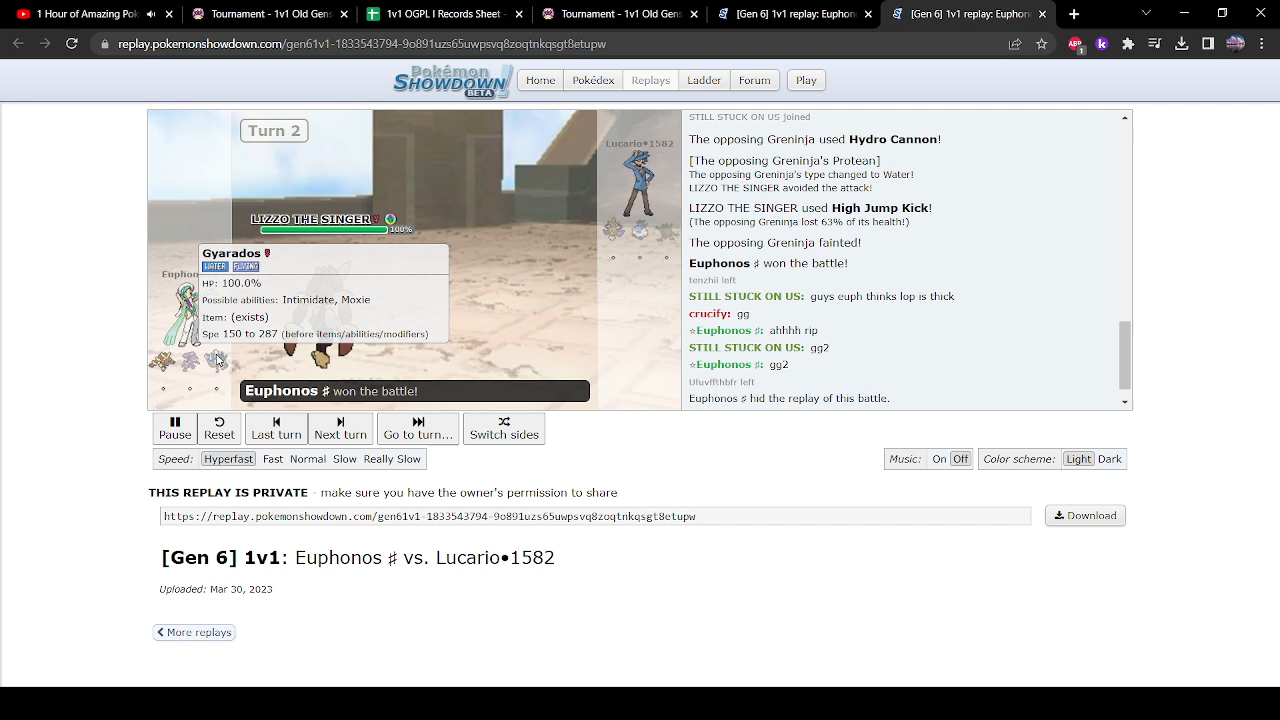 1 Hour of Amazing Pok
Tournament - 1v1 Old Gens
1v1 OGPL I Records Sheet -
Tournament - 1v1 Old Gens
[Gen 6] 1v1 replay: Euphon
[Gen 6] 1v1 replay: Euphon
replay.pokemonshowdown.com/gen61v1-1833543794-9o891uzs65uwpsvq8zoqtnkqsgt8etupw
ABP
1
k
Pokémon
SHOWDOWN!
BETA
Home
Pokédex
Replays
Ladder
Forum
Play
Turn 2
Lucario•1582
LIZZO THE SINGER
100%
Gyarados
WATER FLYING
HP: 100.0%
Possible abilities: Intimidate, Moxie
Item: (exists)
Spe 150 to 287 (before items/abilities/modifiers)
Euphon
Euphonos ♯ won the battle!
STILL STUCK ON US joined
The opposing Greninja used Hydro Cannon!
[The opposing Greninja's Protean]
The opposing Greninja's type changed to Water!
LIZZO THE SINGER avoided the attack!
LIZZO THE SINGER used High Jump Kick!
(The opposing Greninja lost 63% of its health!)
The opposing Greninja fainted!
Euphonos ♯ won the battle!
tenzhii left
STILL STUCK ON US: guys euph thinks lop is thick
crucify: gg
☆Euphonos ♯: ahhhh rip
STILL STUCK ON US: gg2
☆Euphonos ♯: gg2
Ufuvffthbfr left
Euphonos ♯ hid the replay of this battle.
Pause
Reset
Last turn
Next turn
Go to turn...
Switch sides
Speed: Hyperfast Fast Normal Slow Really Slow
Music: On Off
Color scheme: Light Dark
THIS REPLAY IS PRIVATE - make sure you have the owner's permission to share
https://replay.pokemonshowdown.com/gen61v1-1833543794-9o891uzs65uwpsvq8zoqtnkqsgt8etupw
Download
[Gen 6] 1v1: Euphonos ♯ vs. Lucario•1582
Uploaded: Mar 30, 2023
More replays